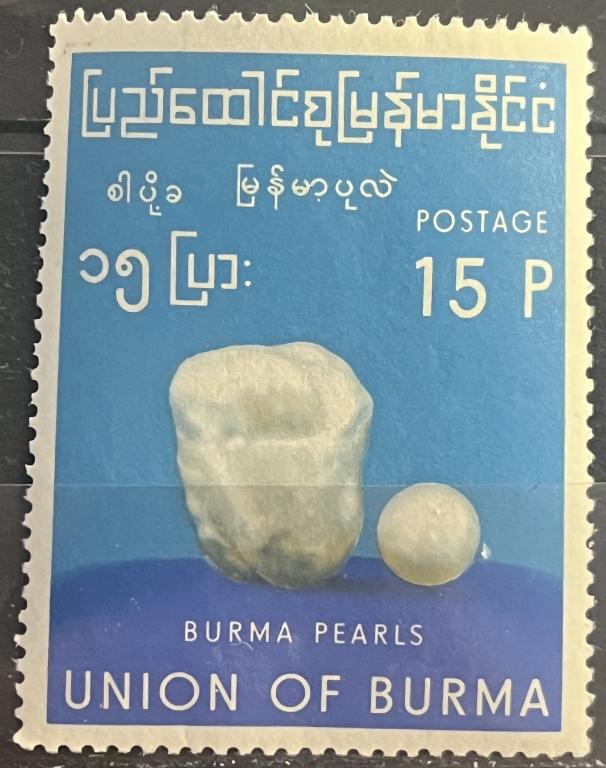 ပြည်ထောင်စုမြန်မာနိုင်ငံ
စါပို့ခ မြန်မာ့ပုလဲ
POSTAGE
၁၅ ပြား 15 P
BURMA PEARLS
UNION OF BURMA